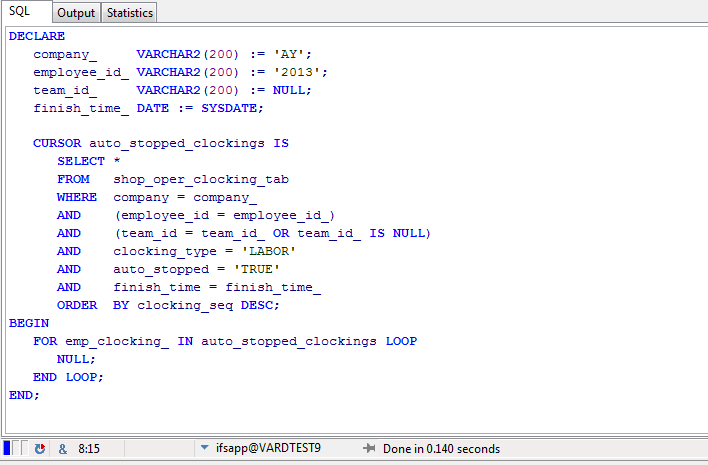 SQL Output Statistics
DECLARE
   company_     VARCHAR2(200) := 'AY';
   employee_id_ VARCHAR2(200) := '2013';
   team_id_     VARCHAR2(200) := NULL;
   finish_time_ DATE := SYSDATE;

   CURSOR auto_stopped_clockings IS
      SELECT *
      FROM   shop_oper_clocking_tab
      WHERE  company = company_
      AND    (employee_id = employee_id_)
      AND    (team_id = team_id_ OR team_id_ IS NULL)
      AND    clocking_type = 'LABOR'
      AND    auto_stopped = 'TRUE'
      AND    finish_time = finish_time_
      ORDER  BY clocking_seq DESC;
BEGIN
   FOR emp_clocking_ IN auto_stopped_clockings LOOP
      NULL;
   END LOOP;
END;
& 8:15 ifsapp@VARDTEST9 Done in 0.140 seconds